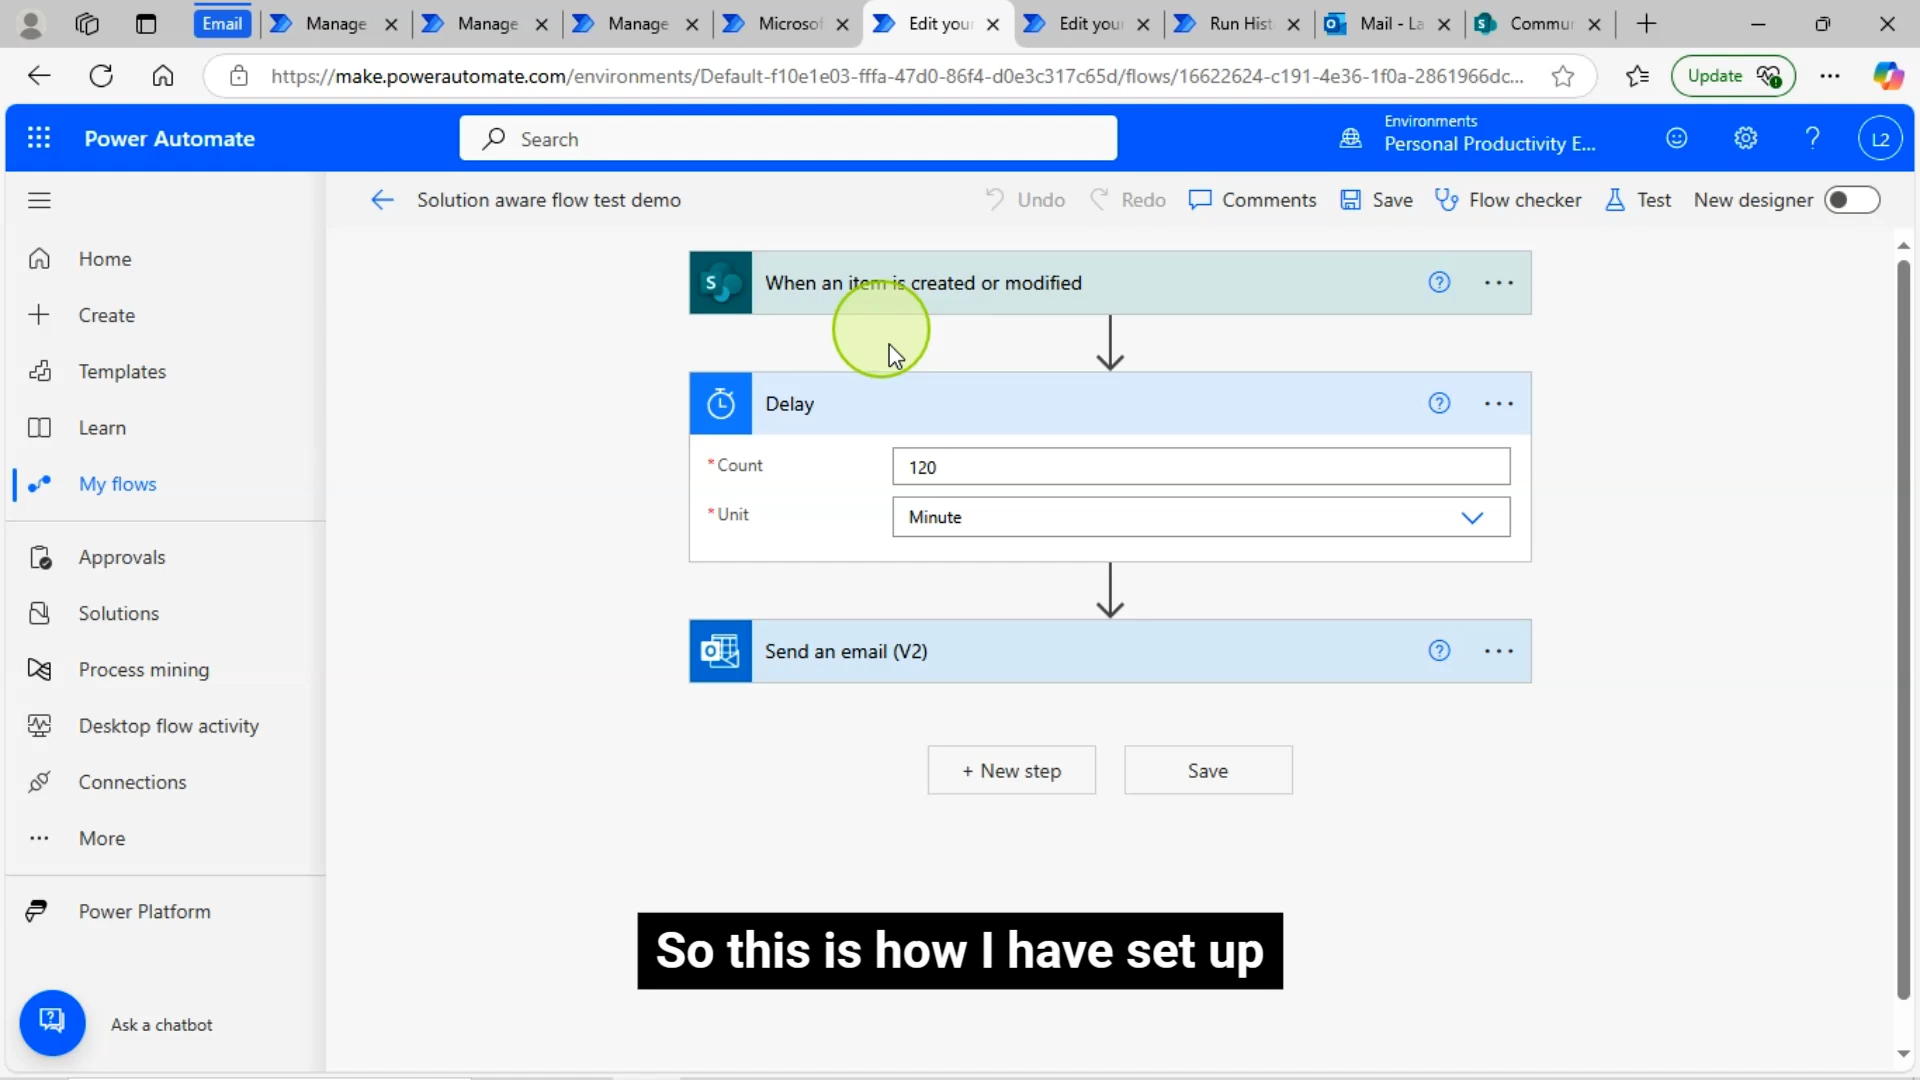 Email
Manage
Manage
Manage
Microsof
Edit your
Edit your
Run Hist
Mail - La
Commun
https://make.powerautomate.com/environments/Default-f10e1e03-fffa-47d0-86f4-d0e3c317c65d/flows/16622624-c191-4e36-1f0a-2861966dc...
Update
Power Automate
Search
Environments
Personal Productivity E...
L2
Solution aware flow test demo
Undo
Redo
Comments
Save
Flow checker
Test
New designer
Home
Create
Templates
Learn
My flows
Approvals
Solutions
Process mining
Desktop flow activity
Connections
More
Power Platform
Ask a chatbot
When an item is created or modified
Delay
* Count
120
* Unit
Minute
Send an email (V2)
+ New step
Save
So this is how I have set up